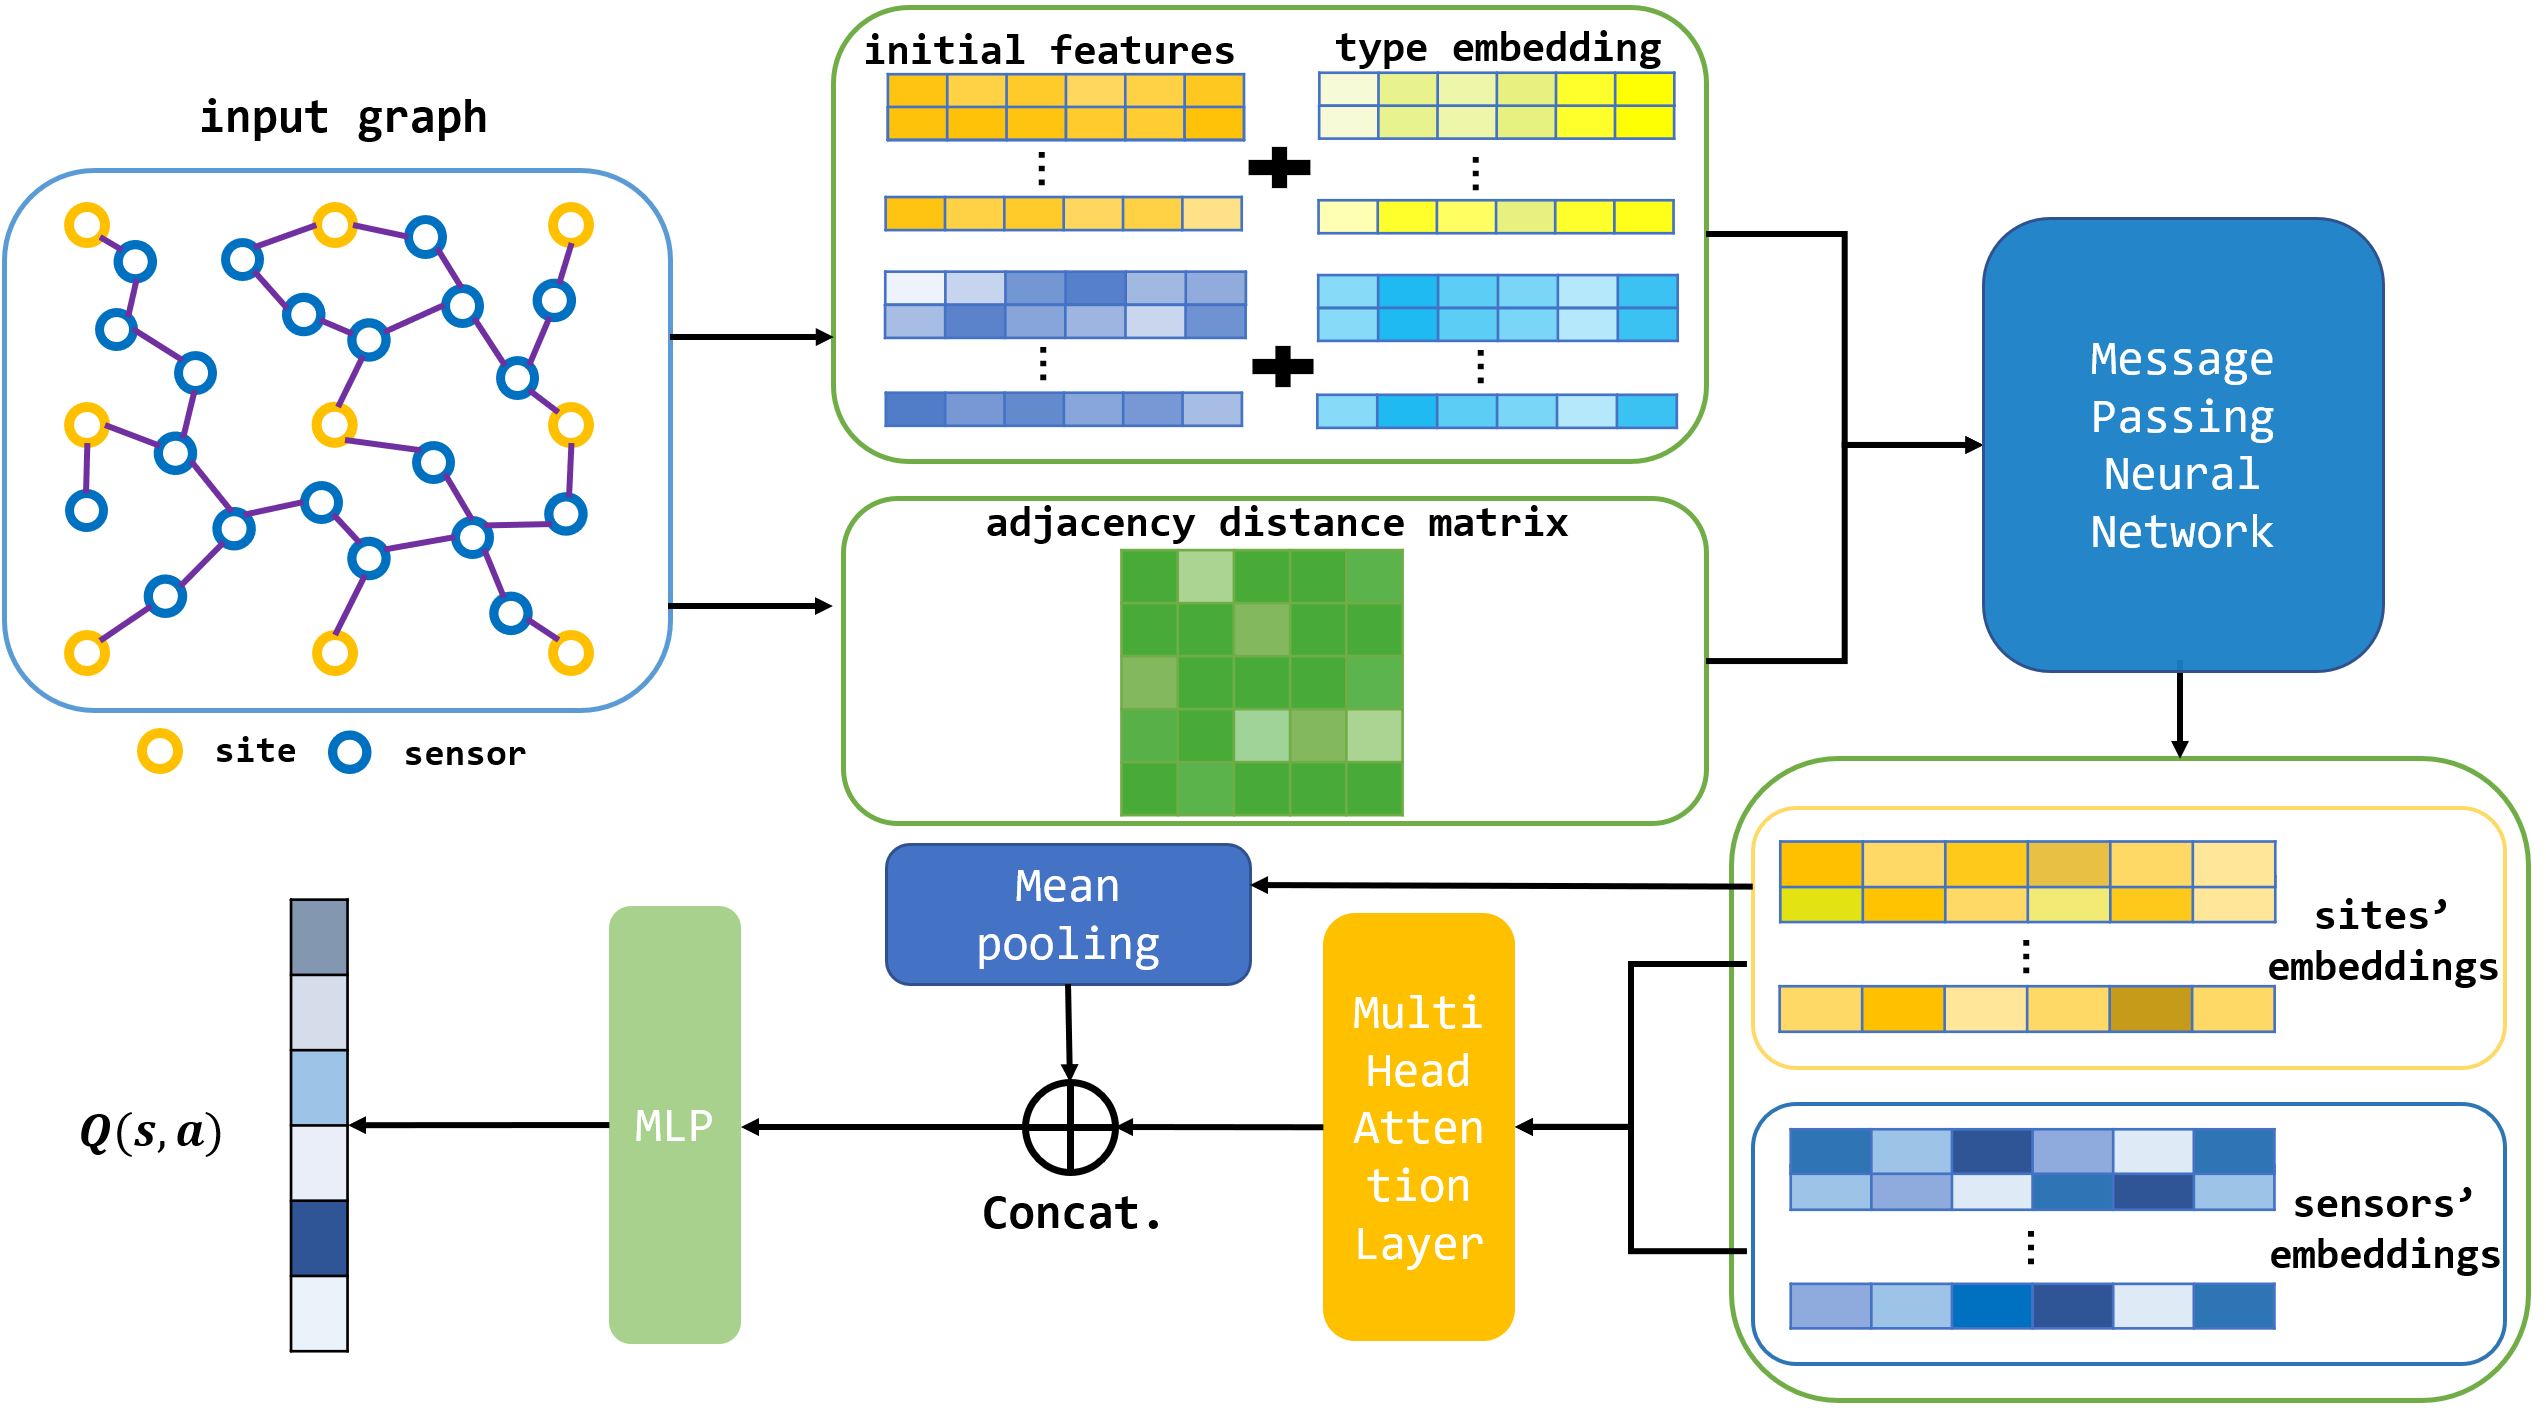 input graph
site
sensor
initial features
type embedding
adjacency distance matrix
Message
Passing
Neural
Network
sites’
embeddings
sensors’
embeddings
Mean
pooling
Multi
Head
Atten
tion
Layer
Concat.
MLP
Q(s,a)